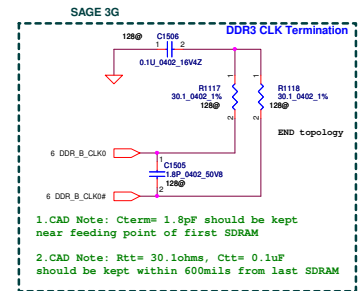 SAGE 3G
DDR3 CLK Termination
128@
C1506
1 2
0.1U_0402_16V4Z
1 1
R1117 R1118
30.1_0402_1% 30.1_0402_1%
128@ 128@
2 2
END topology
6 DDR_B_CLK0
1
C1505
1.8P_0402_50V8
128@
2
6 DDR_B_CLK0#
1.CAD Note: Cterm= 1.8pF should be kept
near feeding point of first SDRAM
2.CAD Note: Rtt= 30.1ohms, Ctt= 0.1uF
should be kept within 600mils from last SDRAM